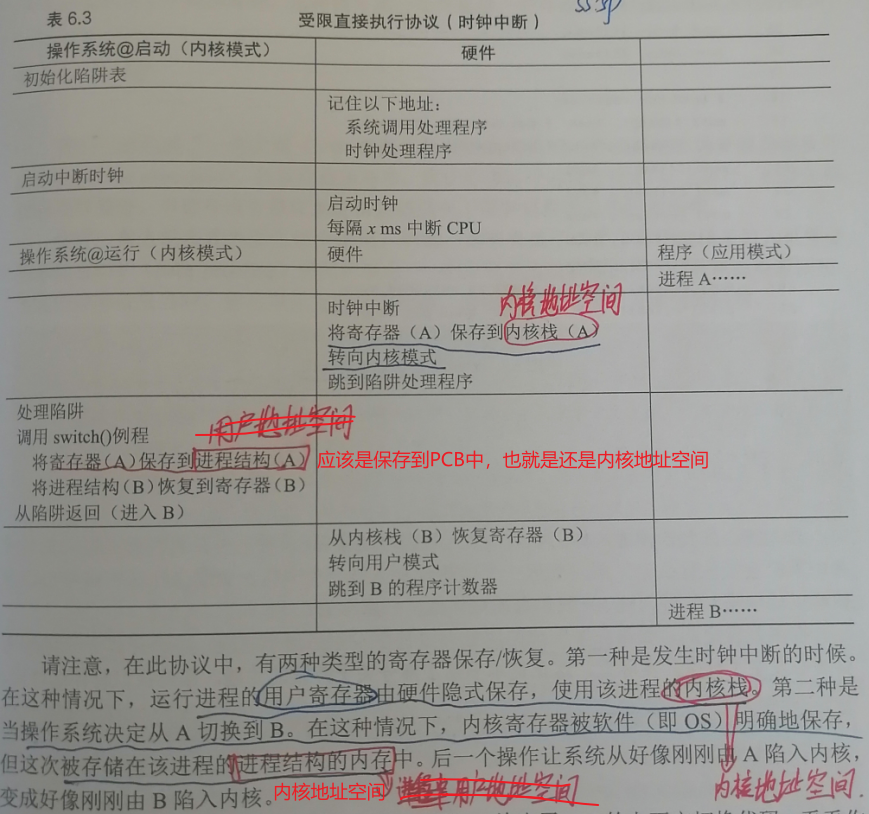 表 6.3 受限直接执行协议（时钟中断）
操作系统@启动（内核模式） 硬件
初始化陷阱表
记住以下地址：
系统调用处理程序
时钟处理程序
启动中断时钟
启动时钟
每隔 x ms 中断 CPU
操作系统@运行（内核模式） 硬件 程序（应用模式）
进程 A……
时钟中断 内核地址空间
将寄存器（A）保存到内核栈（A）
转向内核模式
跳到陷阱处理程序
处理陷阱
调用 switch()例程 用户地址空间
将寄存器(A)保存到进程结构(A) 应该是保存到PCB中，也就是还是内核地址空间
将进程结构(B)恢复到寄存器(B)
从陷阱返回（进入 B）
从内核栈（B）恢复寄存器（B）
转向用户模式
跳到 B 的程序计数器
进程 B……
请注意，在此协议中，有两种类型的寄存器保存/恢复。第一种是发生时钟中断的时候。
在这种情况下，运行进程的用户寄存器由硬件隐式保存，使用该进程的内核栈。第二种是
当操作系统决定从 A 切换到 B。在这种情况下，内核寄存器被软件（即 OS）明确地保存，
但这次被存储在该进程的进程结构的内存中。后一个操作让系统从好像刚刚由 A 陷入内核，
变成好像刚刚由 B 陷入内核。 内核地址空间 用户地址空间 内核地址空间